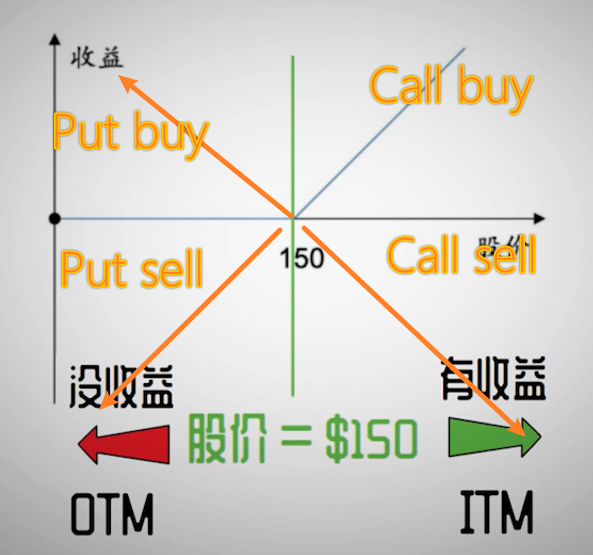 收益
Call buy
Put buy
股价
Call sell
150
Put sell
没收益
有收益
股价 = $150
OTM
ITM